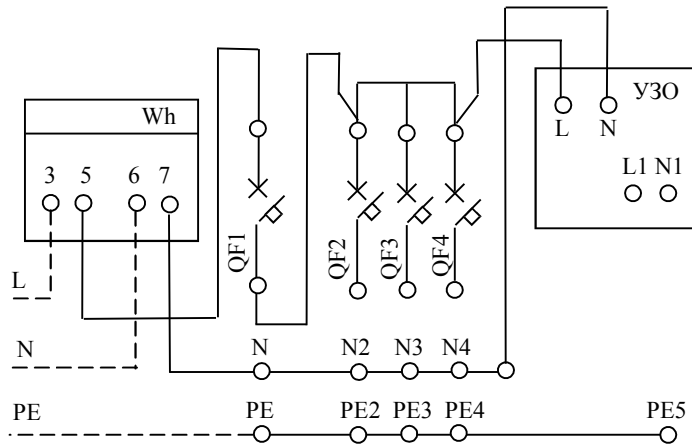 УЗО
Wh
L N
3 5 6 7
L1 N1
QF1 QF2 QF3 QF4
L
N N N2 N3 N4
PE PE PE2 PE3 PE4 PE5